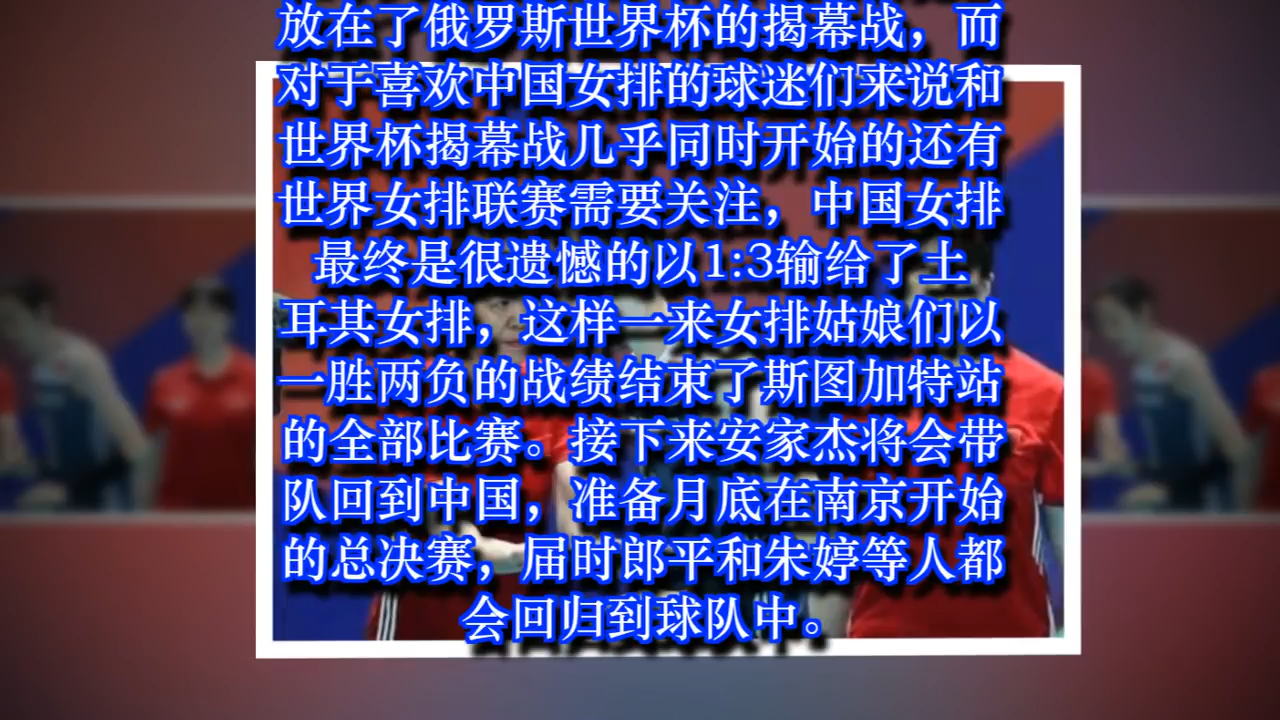 放在了俄罗斯世界杯的揭幕战，而
对于喜欢中国女排的球迷们来说和
世界杯揭幕战几乎同时开始的还有
世界女排联赛需要关注，中国女排
最终是很遗憾的以1:3输给了土
耳其女排，这样一来女排姑娘们以
一胜两负的战绩结束了斯图加特站
的全部比赛。接下来安家杰将会带
队回到中国，准备月底在南京开始
的总决赛，届时郎平和朱婷等人都
会回归到球队中。